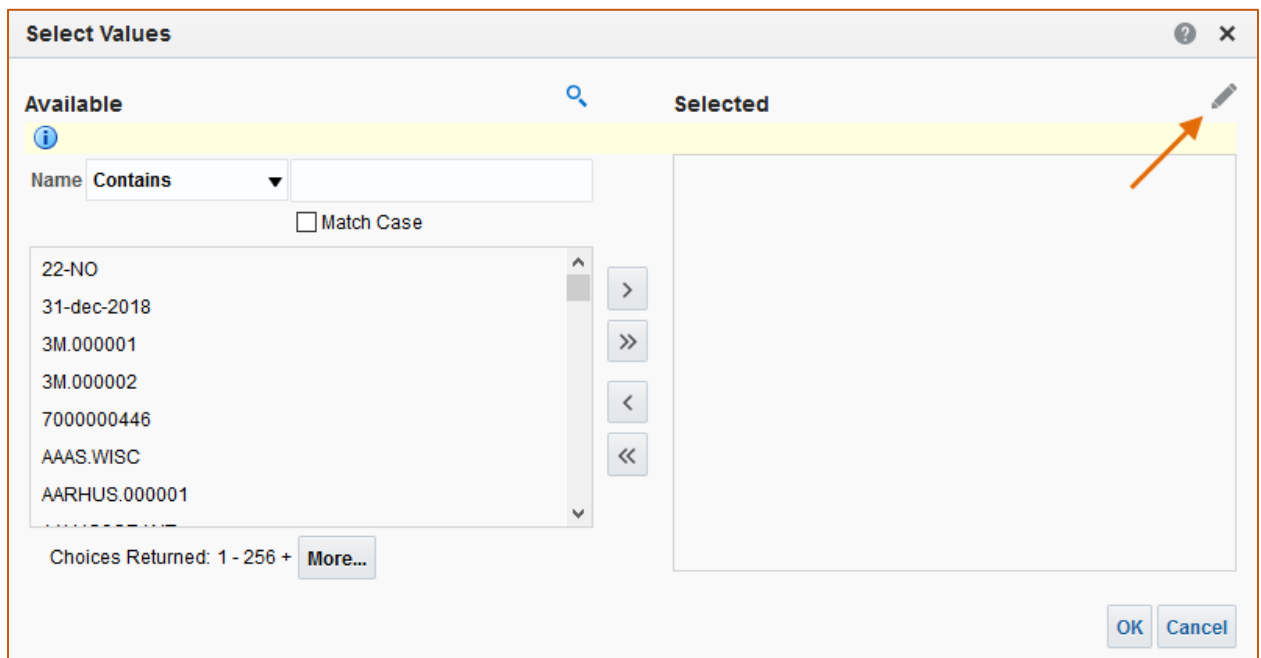 Select Values
Available
Selected
Name Contains
Match Case
22-NO
31-dec-2018
3M.000001
3M.000002
7000000446
AAAS.WISC
AARHUS.000001
Choices Returned: 1 - 256 + More...
OK Cancel